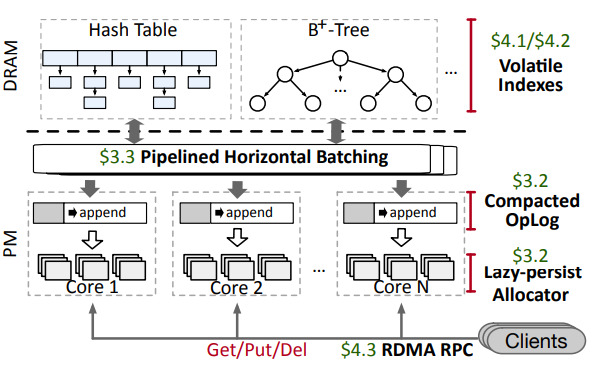 Hash Table
B+-Tree
...
...
DRAM
$4.1/$4.2
Volatile
Indexes
$3.3 Pipelined Horizontal Batching
PM
append
append
append
$3.2
Compacted
OpLog
...
$3.2
Lazy-persist
Allocator
Core 1
Core 2
Core N
Get/Put/Del
$4.3 RDMA RPC
Clients